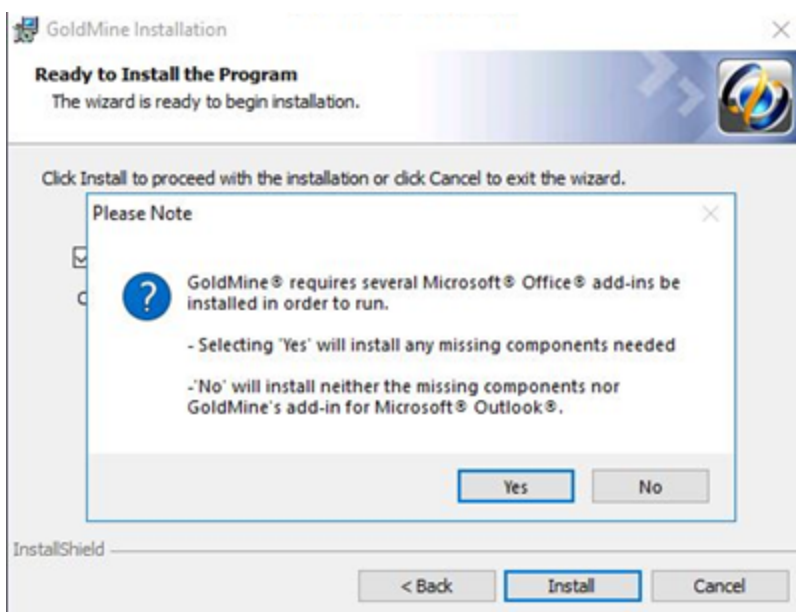 GoldMine Installation
Ready to Install the Program
The wizard is ready to begin installation.
Click Install to proceed with the installation or click Cancel to exit the wizard.
Please Note
GoldMine® requires several Microsoft® Office® add-ins be
installed in order to run.
- Selecting 'Yes' will install any missing components needed
-'No' will install neither the missing components nor
GoldMine's add-in for Microsoft® Outlook®.
Yes No
InstallShield
< Back Install Cancel